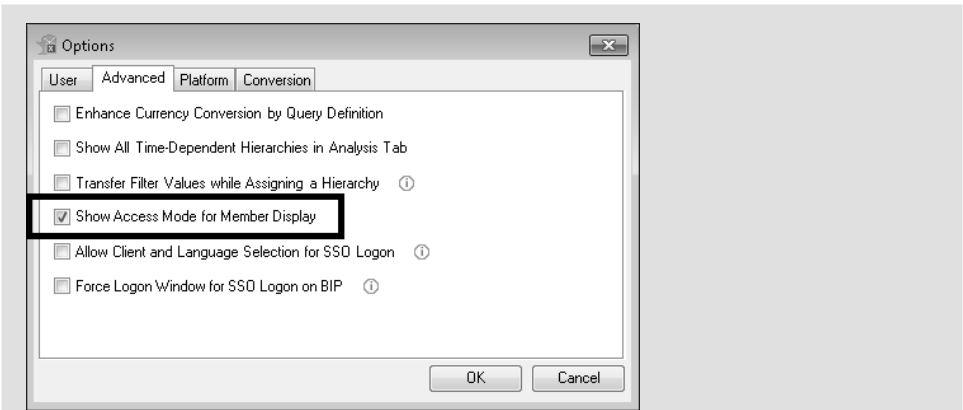 Options
User Advanced Platform Conversion
Enhance Currency Conversion by Query Definition
Show All Time-Dependent Hierarchies in Analysis Tab
Transfer Filter Values while Assigning a Hierarchy
Show Access Mode for Member Display
Allow Client and Language Selection for SSO Logon
Force Logon Window for SSO Logon on BIP
OK Cancel